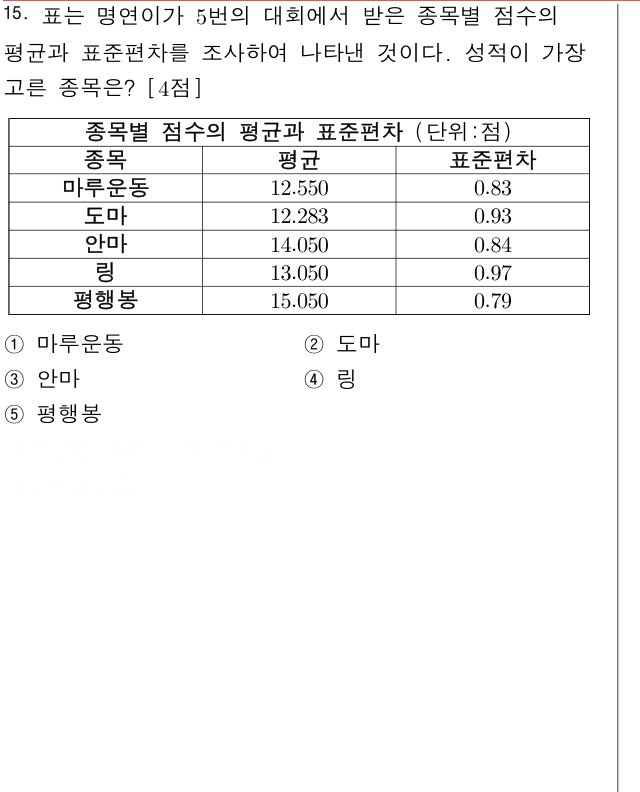 15. 표는 명연이가 5번의 대회에서 받은 종목별 점수의
평균과 표준편차를 조사하여 나타낸 것이다. 성적이 가장
고른 종목은? [4점]
종목별 점수의 평균과 표준편차 (단위:점)
종목 평균 표준편차
마루운동 12.550 0.83
도마 12.283 0.93
안마 14.050 0.84
링 13.050 0.97
평행봉 15.050 0.79
① 마루운동 ② 도마
③ 안마 ④ 링
⑤ 평행봉